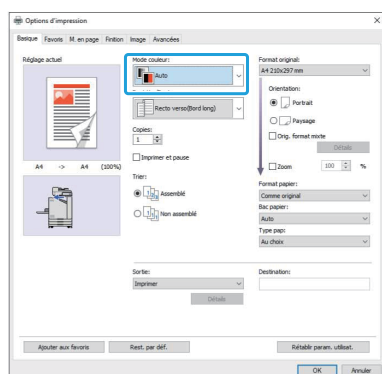 Options d'impression
Basique Favoris M. en page Finition Image Avancées
Réglage actuel
A4 -> A4 (100%)
Mode couleur:
Auto
Recto verso(Bord long)
Copies:
1
Imprimer et pause
Trier:
Assemblé
Non assemblé
Format original:
A4 210x297 mm
Orientation:
Portrait
Paysage
Orig. format mixte
Détails
Zoom 100 %
Format papier:
Comme original
Bac papier:
Auto
Type pap:
Au choix
Sortie:
Imprimer
Détails
Destination:
Ajouter aux favoris Rest. par déf. Rétablir param. utilisat.
OK Annuler